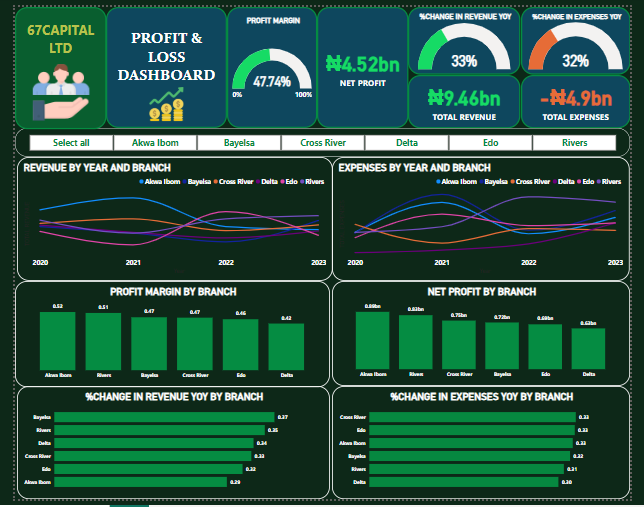 67CAPITAL
LTD
PROFIT &
LOSS
DASHBOARD
PROFIT MARGIN
47.74%
0%
100%
₦4.52bn
NET PROFIT
%CHANGE IN REVENUE YOY
33%
%CHANGE IN EXPENSES YOY
32%
₦9.46bn
TOTAL REVENUE
-₦4.9bn
TOTAL EXPENSES
Select all
Akwa Ibom
Bayelsa
Cross River
Delta
Edo
Rivers
REVENUE BY YEAR AND BRANCH
Akwa Ibom Bayelsa Cross River Delta Edo Rivers
2020 2021 2022 2023
EXPENSES BY YEAR AND BRANCH
Akwa Ibom Bayelsa Cross River Delta Edo Rivers
2020 2021 2022 2023
PROFIT MARGIN BY BRANCH
0.52 0.51 0.47 0.47 0.46 0.42
Akwa Ibom Rivers Bayelsa Cross River Edo Delta
NET PROFIT BY BRANCH
0.89bn 0.83bn 0.75bn 0.73bn 0.69bn 0.63bn
Akwa Ibom Rivers Cross River Bayelsa Edo Delta
%CHANGE IN REVENUE YOY BY BRANCH
Bayelsa 0.37
Rivers 0.35
Delta 0.34
Cross River 0.33
Edo 0.32
Akwa Ibom 0.29
%CHANGE IN EXPENSES YOY BY BRANCH
Cross River 0.33
Edo 0.33
Akwa Ibom 0.33
Bayelsa 0.32
Rivers 0.31
Delta 0.30